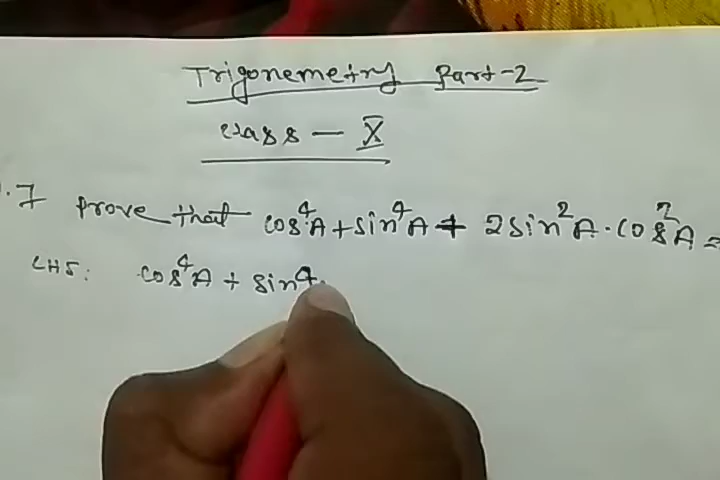 Trigonemetry Part-2
class — X
.7 prove that cos⁴A + sin⁴A + 2sin²A·cos²A =
LHS: cos⁴A + sin⁴